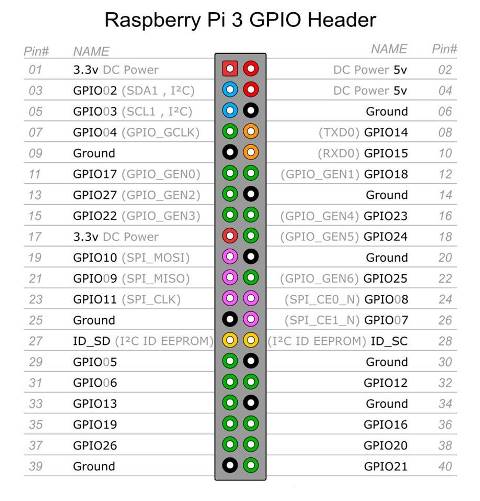 Raspberry Pi 3 GPIO Header
Pin# NAME NAME Pin#
01 3.3v DC Power DC Power 5v 02
03 GPIO02 (SDA1 , I²C) DC Power 5v 04
05 GPIO03 (SCL1 , I²C) Ground 06
07 GPIO04 (GPIO_GCLK) (TXD0) GPIO14 08
09 Ground (RXD0) GPIO15 10
11 GPIO17 (GPIO_GEN0) (GPIO_GEN1) GPIO18 12
13 GPIO27 (GPIO_GEN2) Ground 14
15 GPIO22 (GPIO_GEN3) (GPIO_GEN4) GPIO23 16
17 3.3v DC Power (GPIO_GEN5) GPIO24 18
19 GPIO10 (SPI_MOSI) Ground 20
21 GPIO09 (SPI_MISO) (GPIO_GEN6) GPIO25 22
23 GPIO11 (SPI_CLK) (SPI_CE0_N) GPIO08 24
25 Ground (SPI_CE1_N) GPIO07 26
27 ID_SD (I²C ID EEPROM) (I²C ID EEPROM) ID_SC 28
29 GPIO05 Ground 30
31 GPIO06 GPIO12 32
33 GPIO13 Ground 34
35 GPIO19 GPIO16 36
37 GPIO26 GPIO20 38
39 Ground GPIO21 40